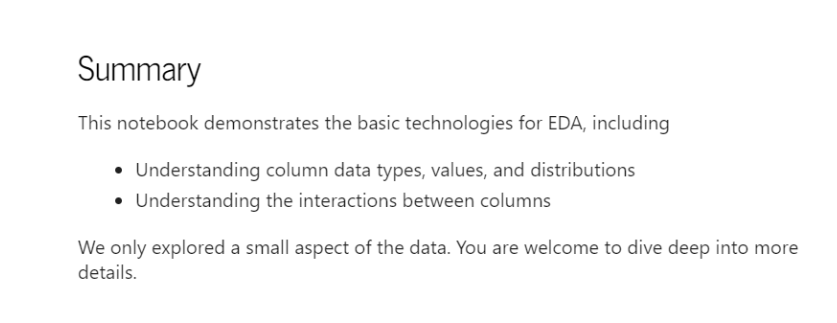 Summary
This notebook demonstrates the basic technologies for EDA, including
• Understanding column data types, values, and distributions
• Understanding the interactions between columns
We only explored a small aspect of the data. You are welcome to dive deep into more
details.